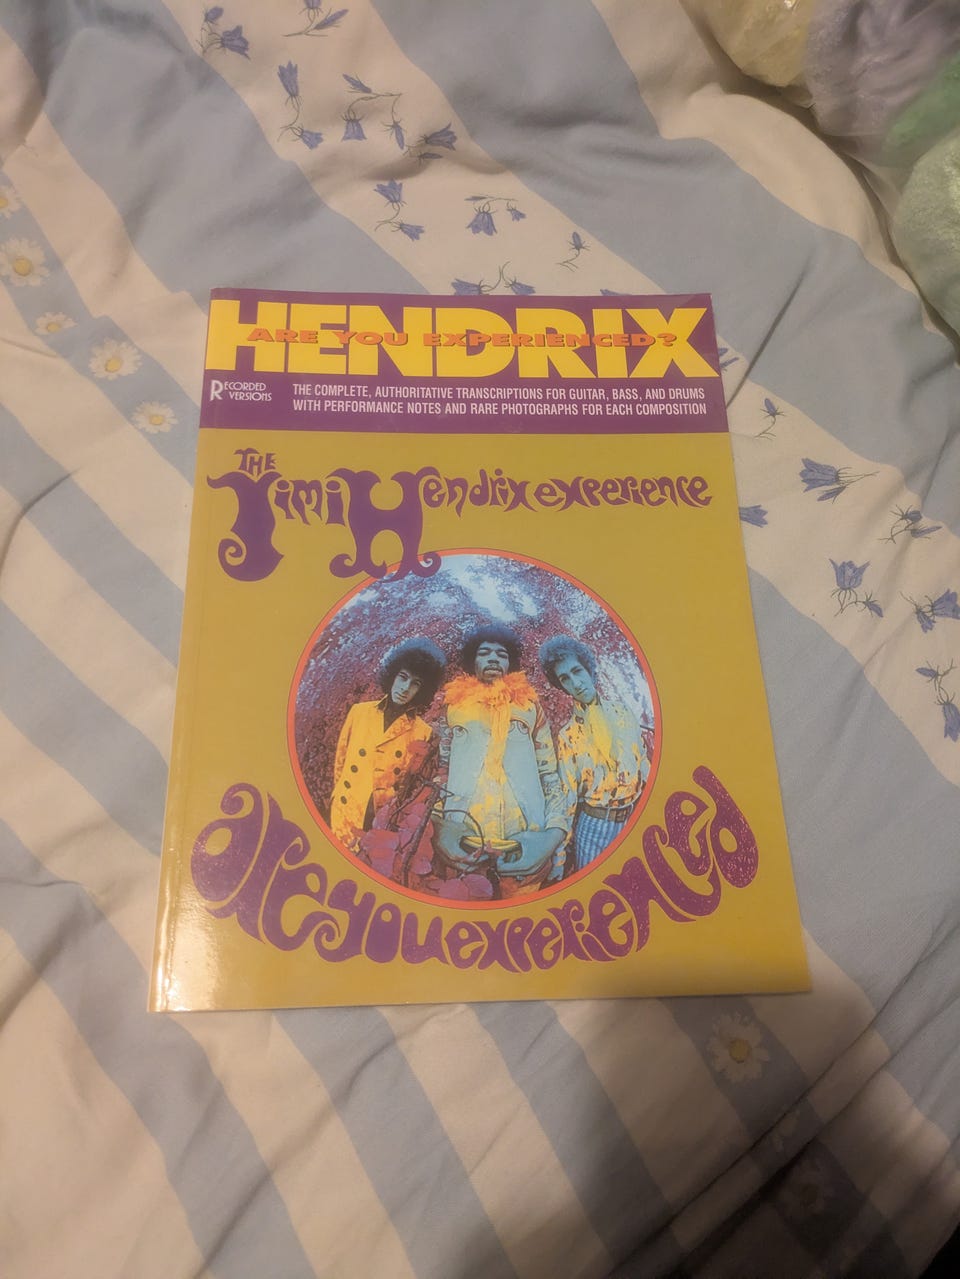 HENDRIX
ARE YOU EXPERIENCED?
RECORDED VERSIONS
THE COMPLETE, AUTHORITATIVE TRANSCRIPTIONS FOR GUITAR, BASS, AND DRUMS
WITH PERFORMANCE NOTES AND RARE PHOTOGRAPHS FOR EACH COMPOSITION
THE
Jimi Hendrix experience
are you experienced